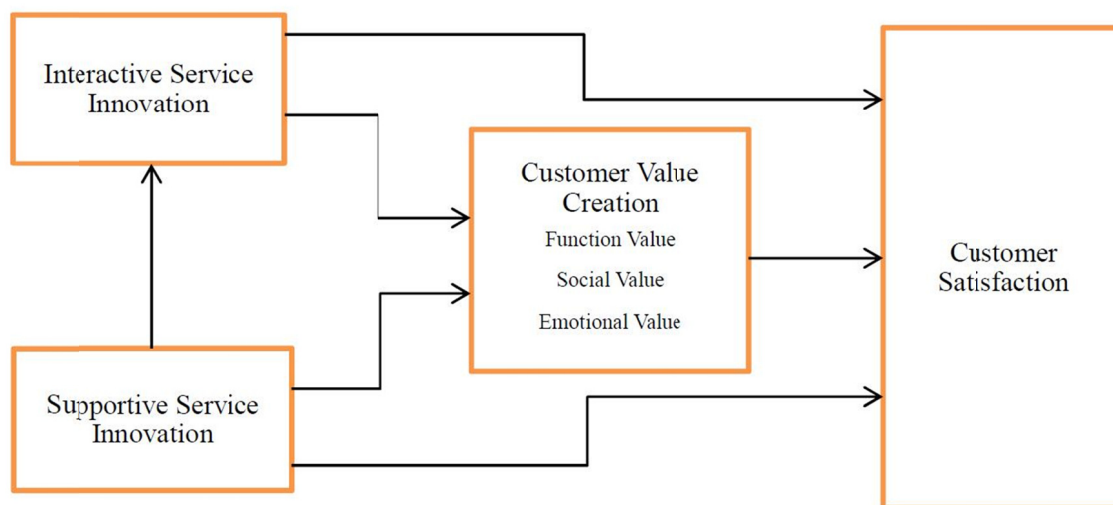 Interactive Service
Innovation
Customer Value
Creation
Function Value
Social Value
Emotional Value
Customer
Satisfaction
Supportive Service
Innovation